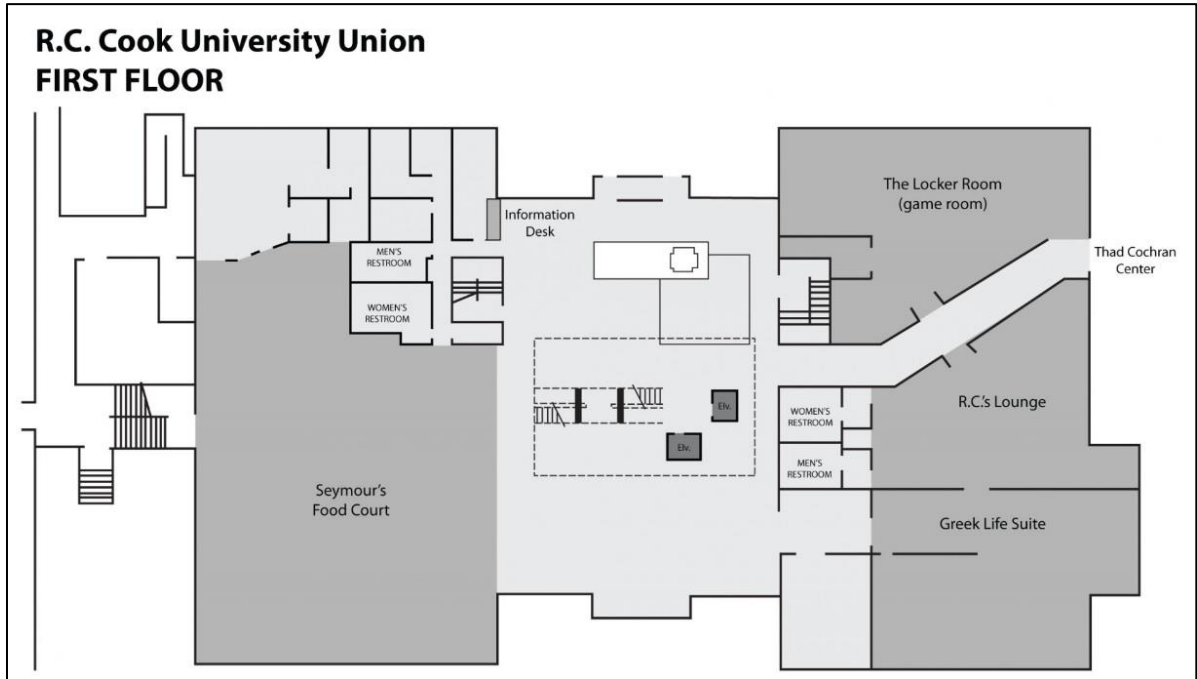 R.C. Cook University Union
FIRST FLOOR
The Locker Room
(game room)
Information
Desk
MEN'S
RESTROOM
Thad Cochran
Center
WOMEN'S
RESTROOM
Elv.
R.C.'s Lounge
WOMEN'S
RESTROOM
Elv.
MEN'S
RESTROOM
Seymour's
Food Court
Greek Life Suite